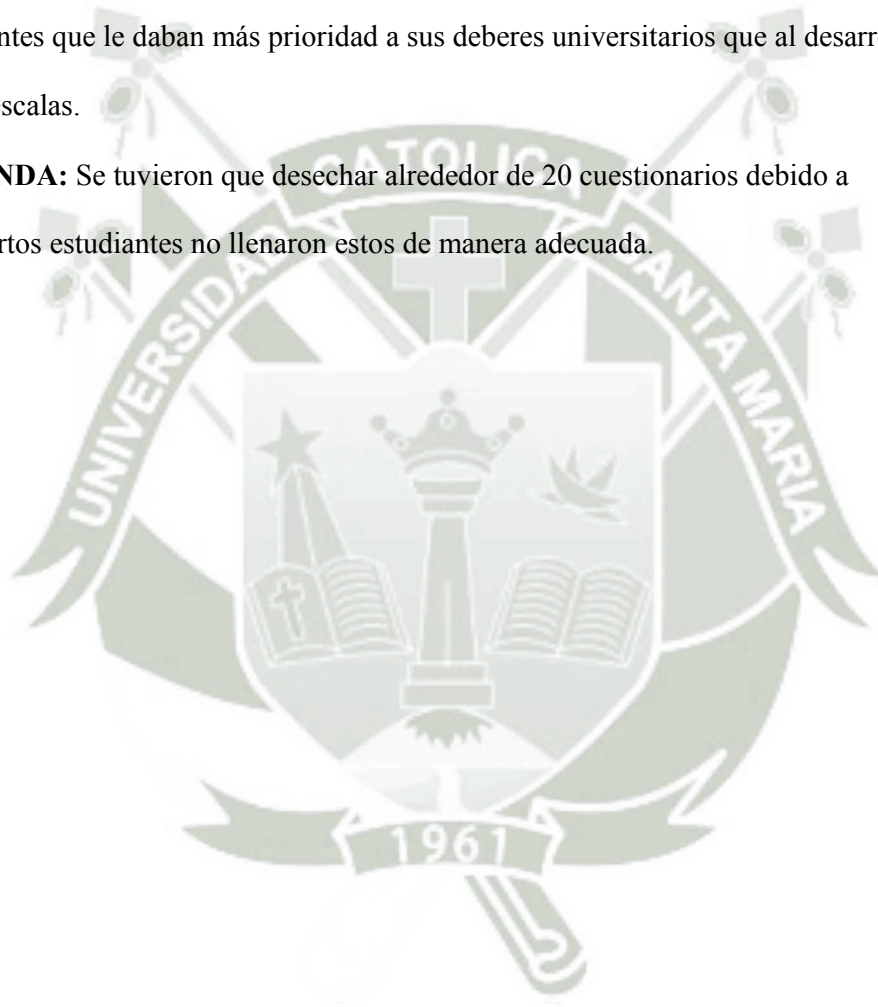 ntes que le daban más prioridad a sus deberes universitarios que al desarr
escalas.
NDA: Se tuvieron que desechar alrededor de 20 cuestionarios debido a
rtos estudiantes no llenaron estos de manera adecuada.
UNIVERSIDAD CATOLICA SANTA MARIA
1961